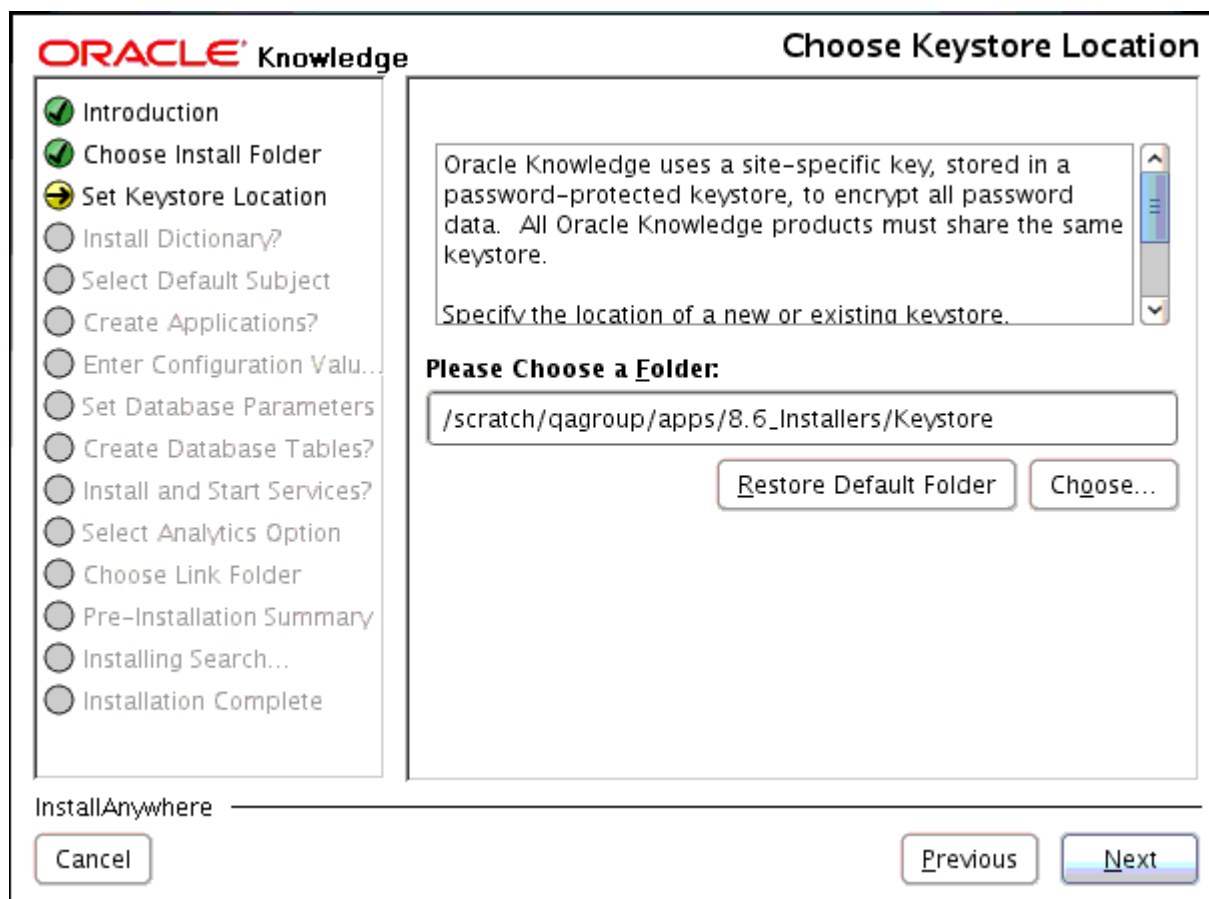 ORACLE Knowledge
Choose Keystore Location
Introduction
Choose Install Folder
Set Keystore Location
Install Dictionary?
Select Default Subject
Create Applications?
Enter Configuration Valu...
Set Database Parameters
Create Database Tables?
Install and Start Services?
Select Analytics Option
Choose Link Folder
Pre-Installation Summary
Installing Search...
Installation Complete
Oracle Knowledge uses a site-specific key, stored in a
password-protected keystore, to encrypt all password
data.  All Oracle Knowledge products must share the same
keystore.
Specify the location of a new or existing keystore.
Please Choose a Folder:
/scratch/qagroup/apps/8.6_Installers/Keystore
Restore Default Folder
Choose...
InstallAnywhere
Cancel
Previous
Next